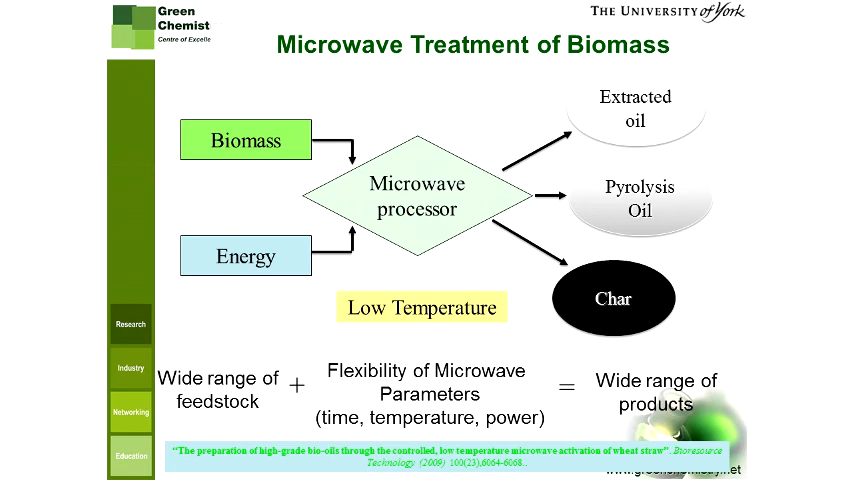 Green
Chemist
Centre of Excelle
THE UNIVERSITY of York
Microwave Treatment of Biomass
Extracted
oil
Biomass
Microwave
processor
Pyrolysis
Oil
Energy
Char
Low Temperature
Research
Industry
Networking
Education
Wide range of
feedstock
+
Flexibility of Microwave
Parameters
(time, temperature, power)
=
Wide range of
products
"The preparation of high-grade bio-oils through the controlled, low temperature microwave activation of wheat straw". Bioresource
Technology (2009) 100(23),6064-6068..
www.greenchemistry.net